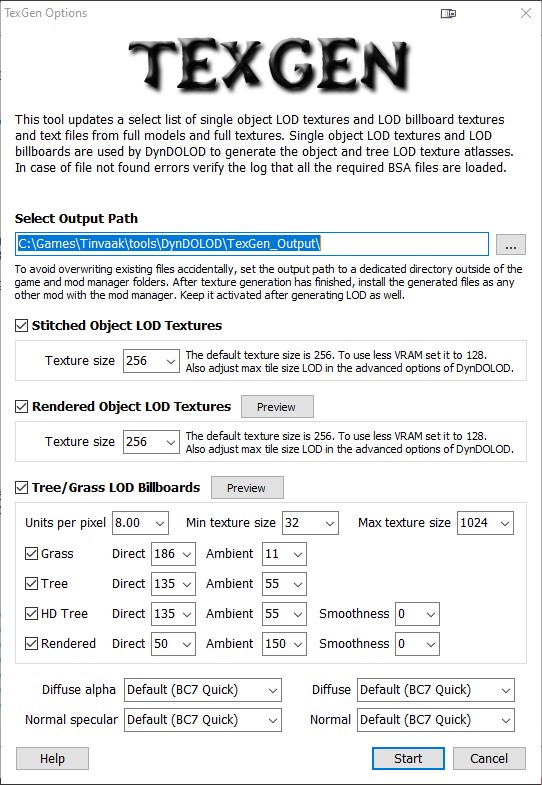 TexGen Options
TEXGEN
This tool updates a select list of single object LOD textures and LOD billboard textures
and text files from full models and full textures. Single object LOD textures and LOD
billboards are used by DynDOLOD to generate the object and tree LOD texture atlasses.
In case of file not found errors verify the log that all the required BSA files are loaded.
Select Output Path
C:\Games\Tinvaak\tools\DynDOLOD\TexGen_Output\ ...
To avoid overwriting existing files accidentally, set the output path to a dedicated directory outside of the
game and mod manager folders. After texture generation has finished, install the generated files as any
other mod with the mod manager. Keep it activated after generating LOD as well.
Stitched Object LOD Textures
Texture size 256 The default texture size is 256. To use less VRAM set it to 128.
Also adjust max tile size LOD in the advanced options of DynDOLOD.
Rendered Object LOD Textures Preview
Texture size 256 The default texture size is 256. To use less VRAM set it to 128.
Also adjust max tile size LOD in the advanced options of DynDOLOD.
Tree/Grass LOD Billboards Preview
Units per pixel 8.00 Min texture size 32 Max texture size 1024
Grass Direct 186 Ambient 11
Tree Direct 135 Ambient 55
HD Tree Direct 135 Ambient 55 Smoothness 0
Rendered Direct 50 Ambient 150 Smoothness 0
Diffuse alpha Default (BC7 Quick) Diffuse Default (BC7 Quick)
Normal specular Default (BC7 Quick) Normal Default (BC7 Quick)
Help Start Cancel